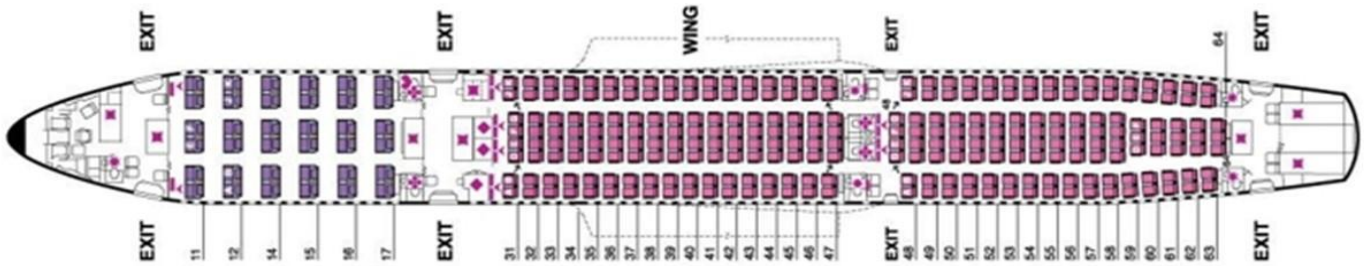 EXIT EXIT WING EXIT 64 EXIT
48
EXIT EXIT EXIT EXIT
11 12 14 15 16 17 31 32 33 34 35 36 37 38 39 40 41 42 43 44 45 46 47 48 49 50 51 52 53 54 55 56 57 58 59 60 61 62 63